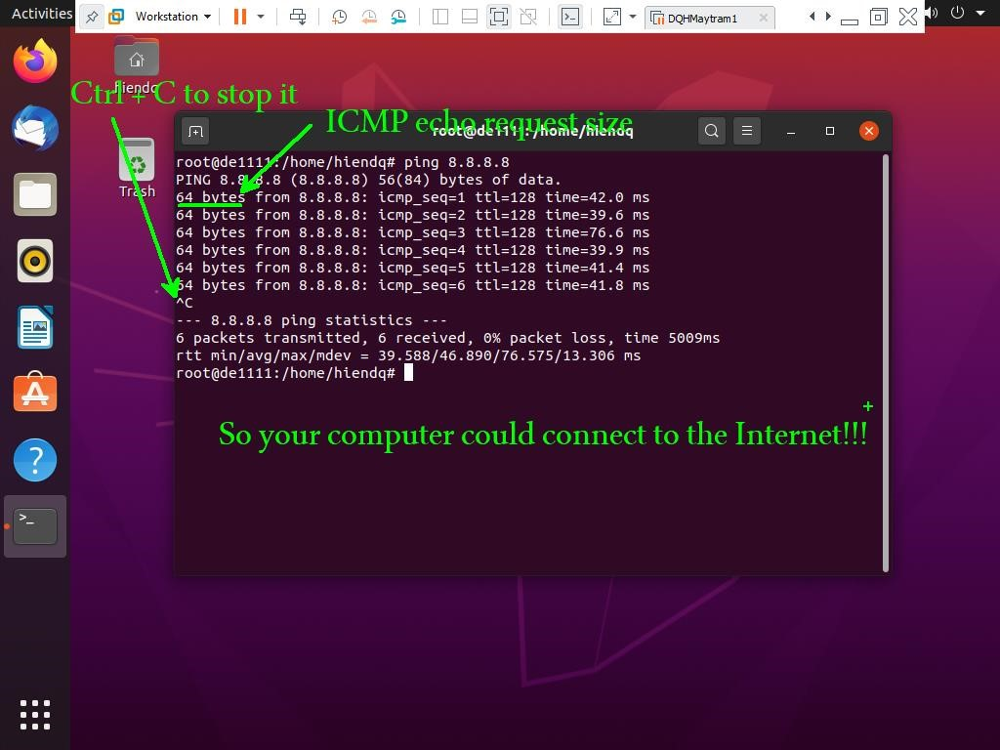 Activities
Workstation
DQHMaytram1
hiendq
Ctrl + C to stop it
ICMP echo request size
root@de1111: /home/hiendq
Trash
root@de1111:/home/hiendq# ping 8.8.8.8
PING 8.8.8.8 (8.8.8.8) 56(84) bytes of data.
64 bytes from 8.8.8.8: icmp_seq=1 ttl=128 time=42.0 ms
64 bytes from 8.8.8.8: icmp_seq=2 ttl=128 time=39.6 ms
64 bytes from 8.8.8.8: icmp_seq=3 ttl=128 time=76.6 ms
64 bytes from 8.8.8.8: icmp_seq=4 ttl=128 time=39.9 ms
64 bytes from 8.8.8.8: icmp_seq=5 ttl=128 time=41.4 ms
64 bytes from 8.8.8.8: icmp_seq=6 ttl=128 time=41.8 ms
^C
--- 8.8.8.8 ping statistics ---
6 packets transmitted, 6 received, 0% packet loss, time 5009ms
rtt min/avg/max/mdev = 39.588/46.890/76.575/13.306 ms
root@de1111:/home/hiendq#
So your computer could connect to the Internet!!!